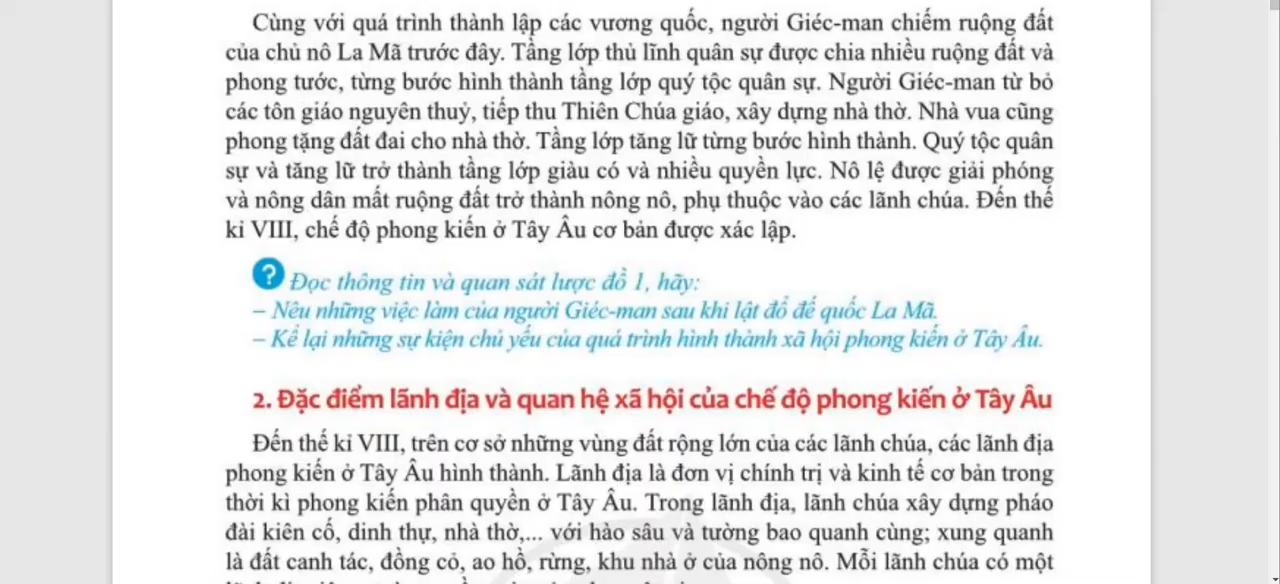 Cùng với quá trình thành lập các vương quốc, người Giéc-man chiếm ruộng đất
của chủ nô La Mã trước đây. Tầng lớp thủ lĩnh quân sự được chia nhiều ruộng đất và
phong tước, từng bước hình thành tầng lớp quý tộc quân sự. Người Giéc-man từ bỏ
các tôn giáo nguyên thuỷ, tiếp thu Thiên Chúa giáo, xây dựng nhà thờ. Nhà vua cũng
phong tặng đất đai cho nhà thờ. Tầng lớp tăng lữ từng bước hình thành. Quý tộc quân
sự và tăng lữ trở thành tầng lớp giàu có và nhiều quyền lực. Nô lệ được giải phóng
và nông dân mất ruộng đất trở thành nông nô, phụ thuộc vào các lãnh chúa. Đến thế
kỉ VIII, chế độ phong kiến ở Tây Âu cơ bản được xác lập.
? Đọc thông tin và quan sát lược đồ 1, hãy:
– Nêu những việc làm của người Giéc-man sau khi lật đổ đế quốc La Mã.
– Kể lại những sự kiện chủ yếu của quá trình hình thành xã hội phong kiến ở Tây Âu.
2. Đặc điểm lãnh địa và quan hệ xã hội của chế độ phong kiến ở Tây Âu
Đến thế kỉ VIII, trên cơ sở những vùng đất rộng lớn của các lãnh chúa, các lãnh địa
phong kiến ở Tây Âu hình thành. Lãnh địa là đơn vị chính trị và kinh tế cơ bản trong
thời kì phong kiến phân quyền ở Tây Âu. Trong lãnh địa, lãnh chúa xây dựng pháo
đài kiên cố, dinh thự, nhà thờ,... với hào sâu và tường bao quanh cùng; xung quanh
là đất canh tác, đồng cỏ, ao hồ, rừng, khu nhà ở của nông nô. Mỗi lãnh chúa có một